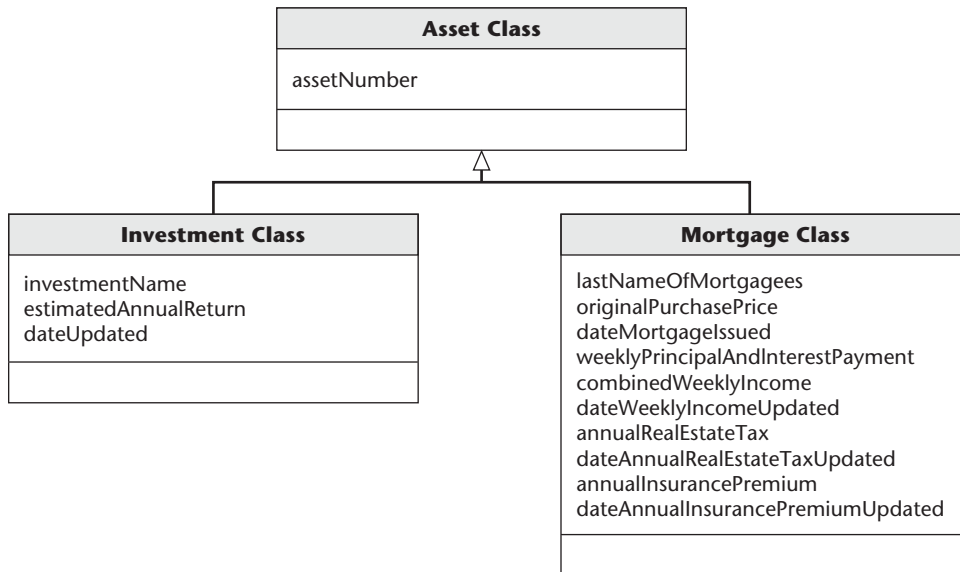 Asset Class
assetNumber
Investment Class
investmentName
estimatedAnnualReturn
dateUpdated
Mortgage Class
lastNameOfMortgagees
originalPurchasePrice
dateMortgageIssued
weeklyPrincipalAndInterestPayment
combinedWeeklyIncome
dateWeeklyIncomeUpdated
annualRealEstateTax
dateAnnualRealEstateTaxUpdated
annualInsurancePremium
dateAnnualInsurancePremiumUpdated